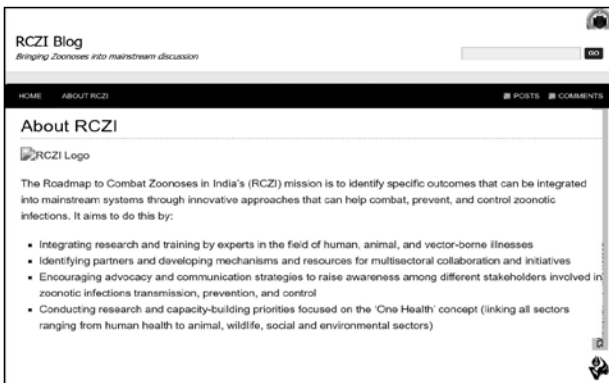 RCZI Blog
Bringing Zoonoses into mainstream discussion
GO
HOME ABOUT RCZI POSTS COMMENTS
About RCZI
RCZI Logo
The Roadmap to Combat Zoonoses in India's (RCZI) mission is to identify specific outcomes that can be integrated
into mainstream systems through innovative approaches that can help combat, prevent, and control zoonotic
infections. It aims to do this by:
Integrating research and training by experts in the field of human, animal, and vector-borne illnesses
Identifying partners and developing mechanisms and resources for multisectoral collaboration and initiatives
Encouraging advocacy and communication strategies to raise awareness among different stakeholders involved in
zoonotic infections transmission, prevention, and control
Conducting research and capacity-building priorities focused on the 'One Health' concept (linking all sectors
ranging from human health to animal, wildlife, social and environmental sectors)